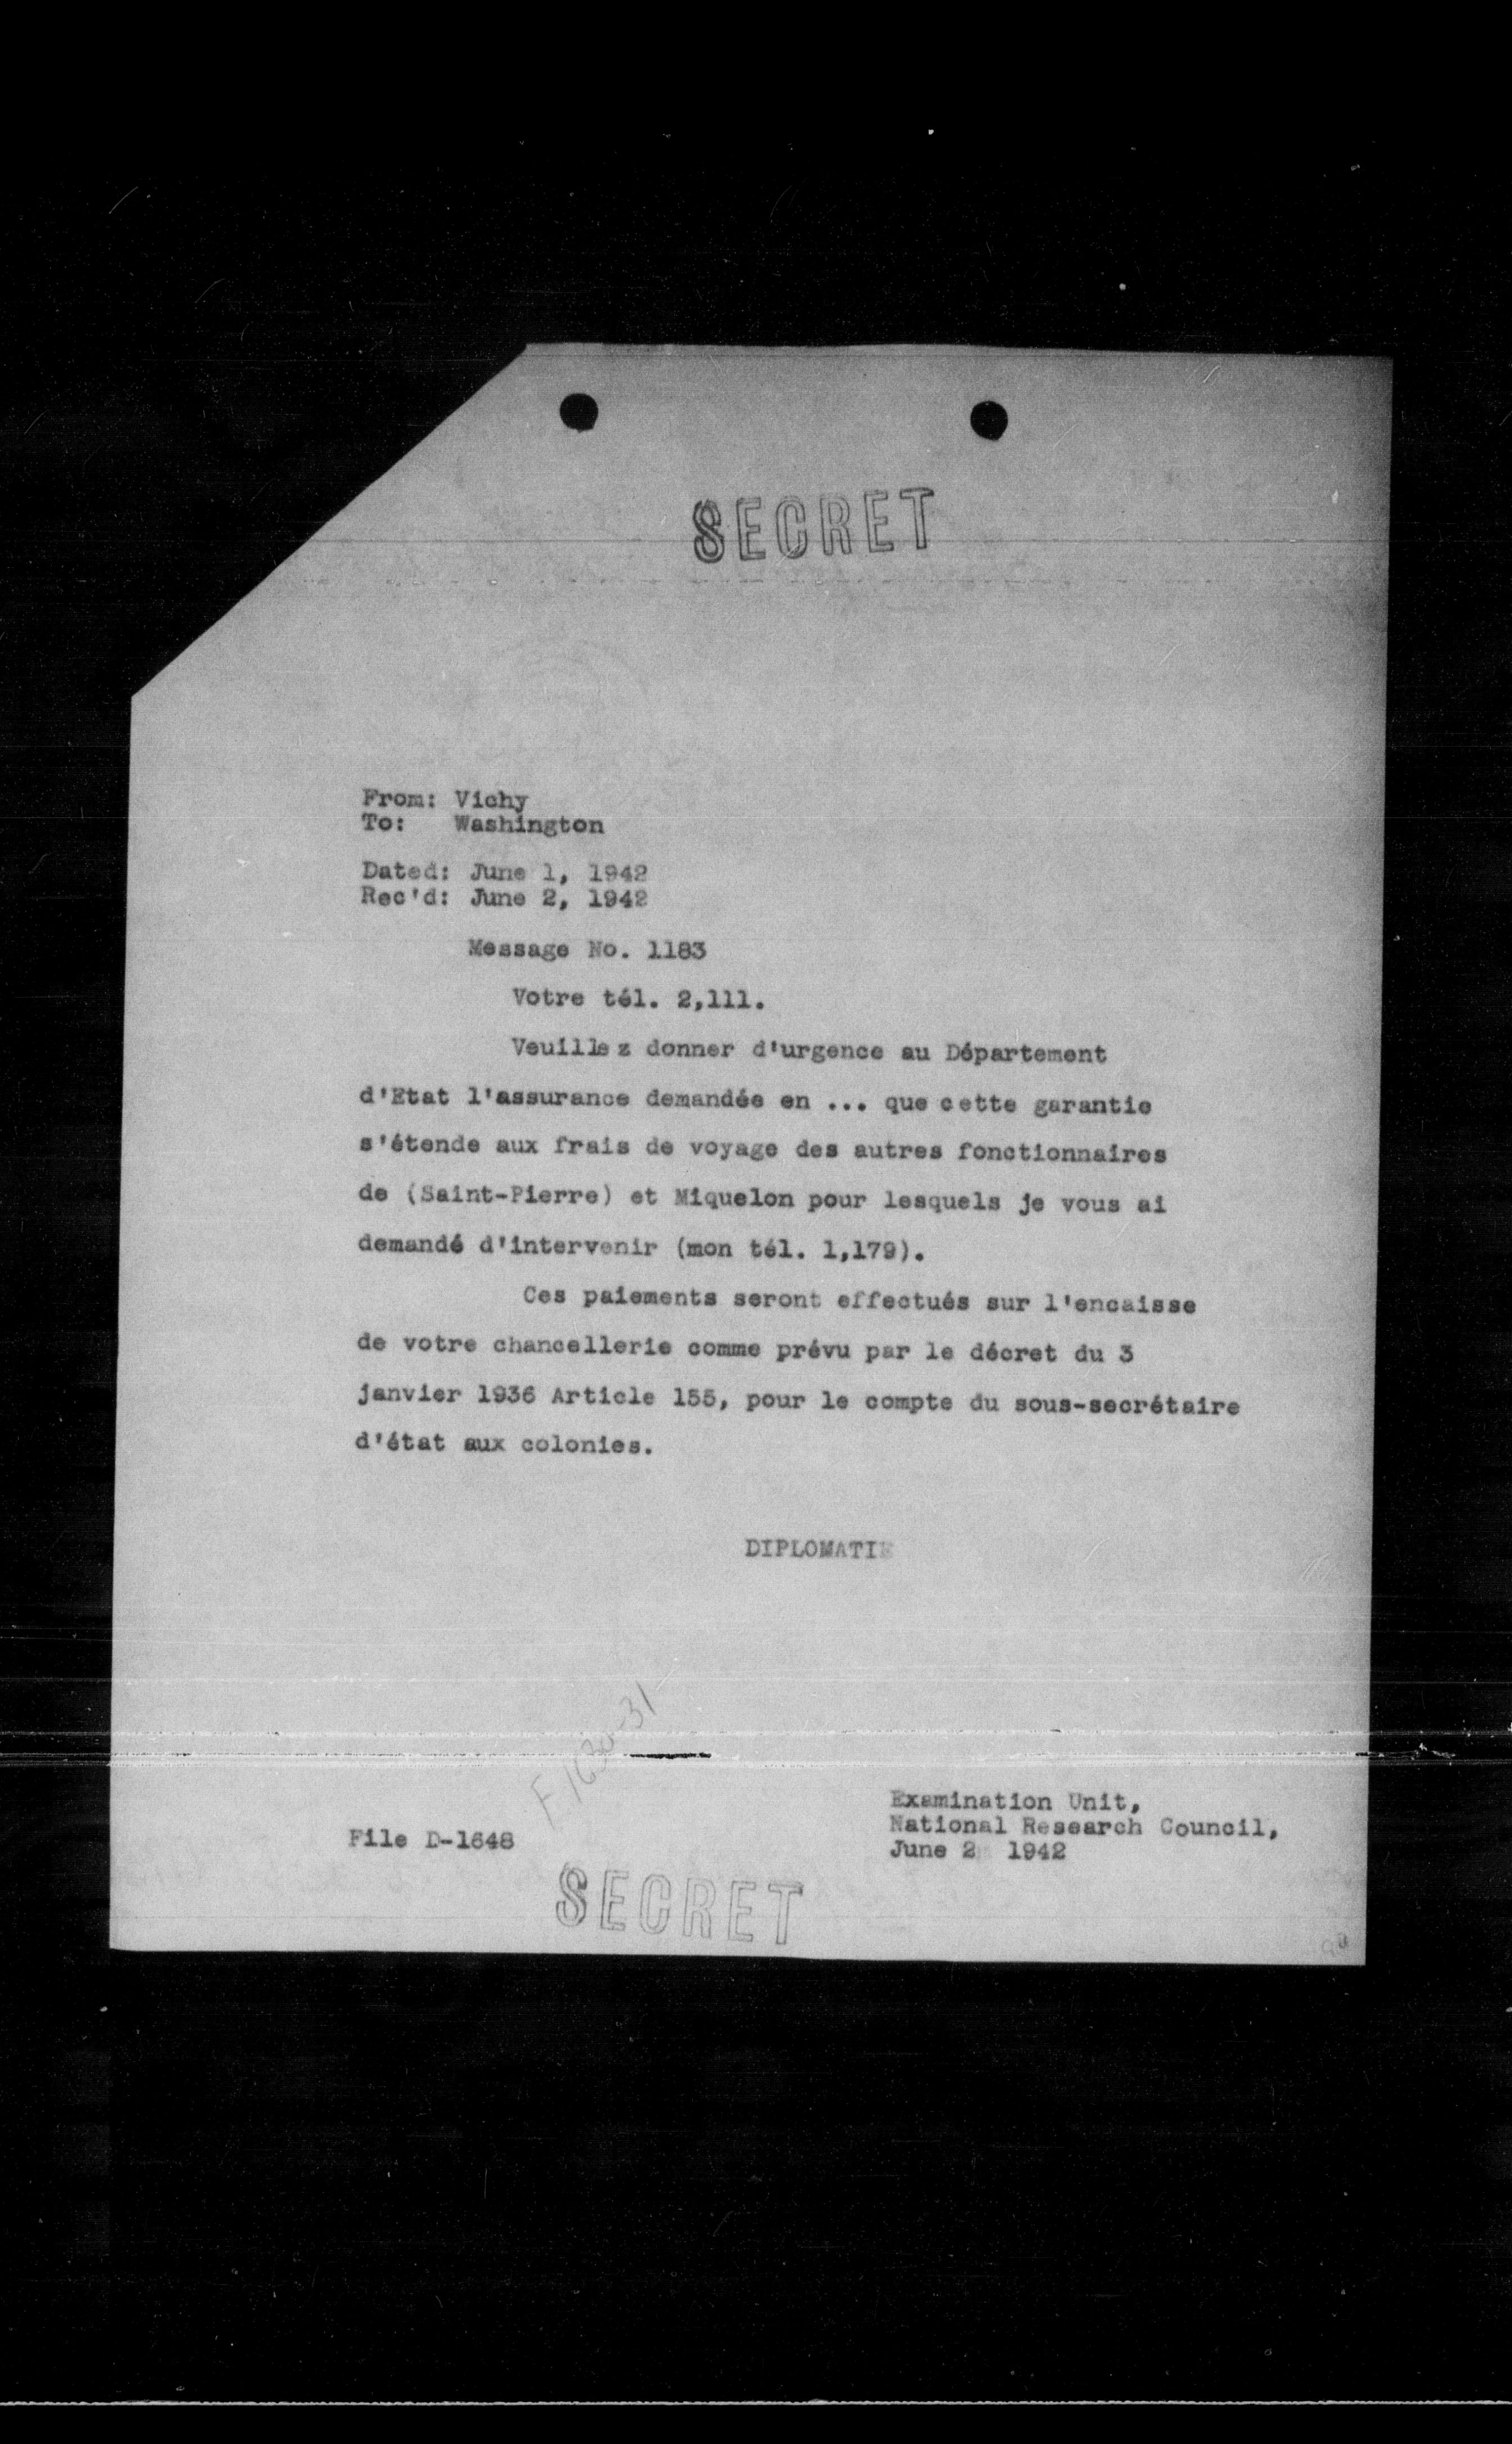 SECRET
From: Vichy
To: Washington
Dated: June 1, 1942
Rec'd: June 2, 1942
Message No. 1183
Votre tél. 2,111.
Veuillez donner d'urgence au Département
d'Etat l'assurance demandée en ... que cette garantie
s'étende aux frais de voyage des autres fonctionnaires
de (Saint-Pierre) et Miquelon pour lesquels je vous ai
demandé d'intervenir (mon tél. 1,179).
Ces paiements seront effectués sur l'encaisse
de votre chancellerie comme prévu par le décret du 3
janvier 1936 Article 155, pour le compte du sous-secrétaire
d'état aux colonies.
DIPLOMATIE
F 1630-31
Examination Unit,
National Research Council,
June 2 1942
File D-1648
SECRET